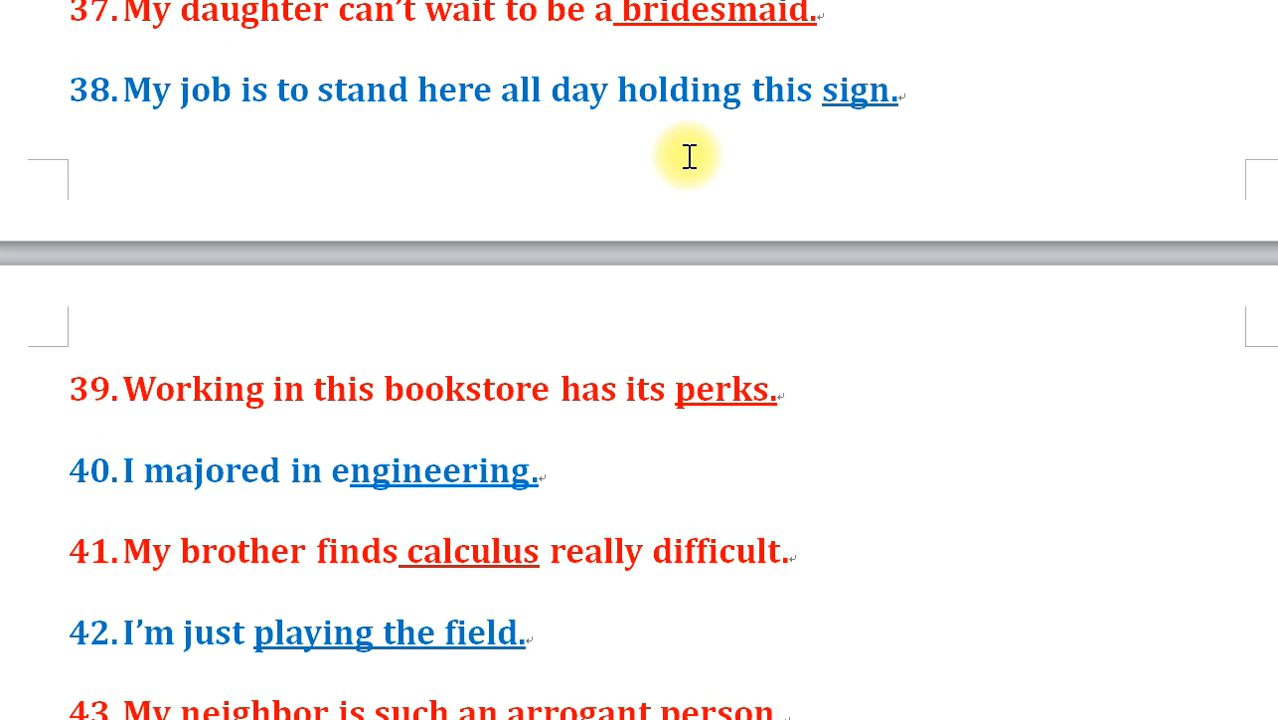 37. My daughter can't wait to be a bridesmaid.
38. My job is to stand here all day holding this sign.
39. Working in this bookstore has its perks.
40. I majored in engineering.
41. My brother finds calculus really difficult.
42. I'm just playing the field.
43. My neighbor is such an arrogant person.